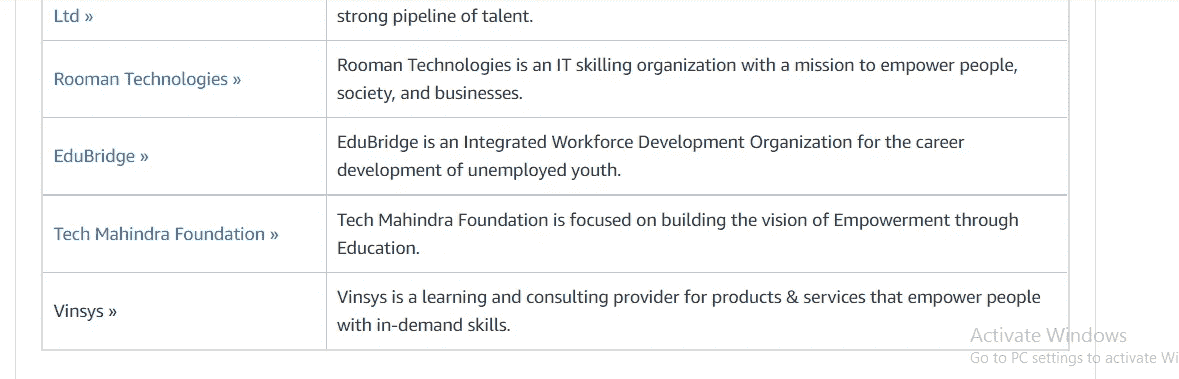 Ltd »
strong pipeline of talent.
Rooman Technologies »
Rooman Technologies is an IT skilling organization with a mission to empower people,
society, and businesses.
EduBridge »
EduBridge is an Integrated Workforce Development Organization for the career
development of unemployed youth.
Tech Mahindra Foundation »
Tech Mahindra Foundation is focused on building the vision of Empowerment through
Education.
Vinsys »
Vinsys is a learning and consulting provider for products & services that empower people
with in-demand skills.
Activate Windows
Go to PC settings to activate Wi